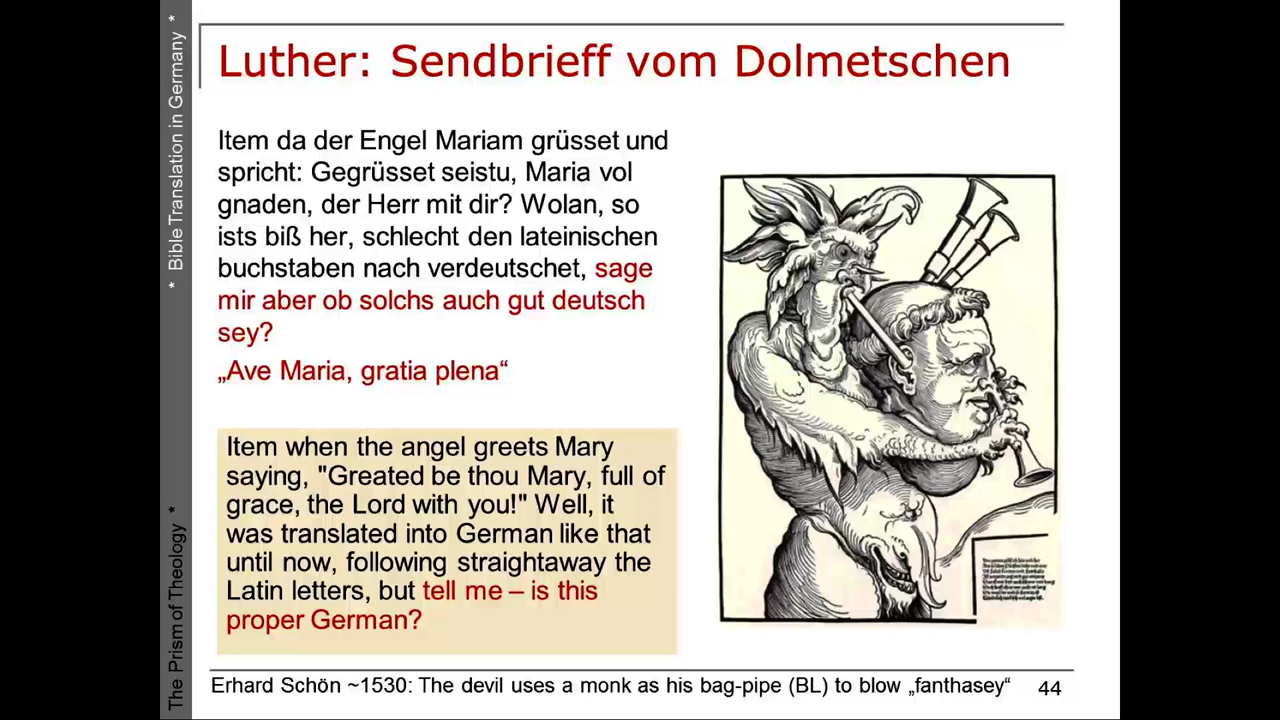 * Bible Translation in Germany *
The Prism of Theology *
Luther: Sendbrieff vom Dolmetschen
Item da der Engel Mariam grüsset und
spricht: Gegrüsset seistu, Maria vol
gnaden, der Herr mit dir? Wolan, so
ists biß her, schlecht den lateinischen
buchstaben nach verdeutschet, sage
mir aber ob solchs auch gut deutsch
sey?
„Ave Maria, gratia plena“
Item when the angel greets Mary
saying, "Greated be thou Mary, full of
grace, the Lord with you!" Well, it
was translated into German like that
until now, following straightaway the
Latin letters, but tell me – is this
proper German?
Erhard Schön ~1530: The devil uses a monk as his bag-pipe (BL) to blow „fanthasey“
44